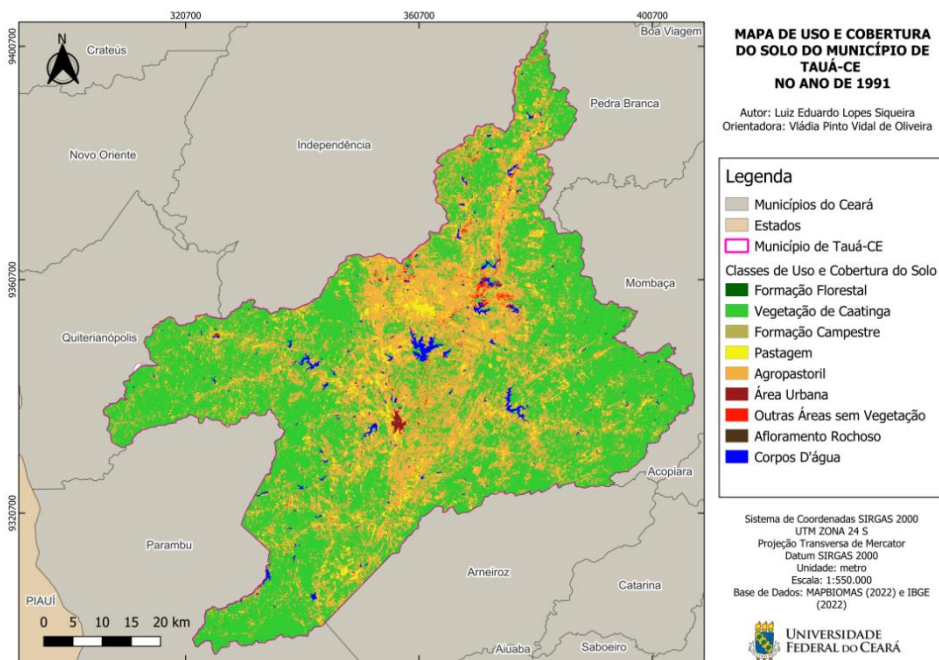 320700
360700
400700
9400700
9360700
9320700
N
Crateús
Boa Viagem
Pedra Branca
Independência
Novo Oriente
Mombaça
Quiterianópolis
Acopiara
Parambu
Arneiroz
Catarina
PIAUÍ
Aiuaba
Saboeiro
0 5 10 15 20 km
MAPA DE USO E COBERTURA
DO SOLO DO MUNICÍPIO DE
TAUÁ-CE
NO ANO DE 1991
Autor: Luiz Eduardo Lopes Siqueira
Orientadora: Vládia Pinto Vidal de Oliveira
Legenda
Municípios do Ceará
Estados
Município de Tauá-CE
Classes de Uso e Cobertura do Solo
Formação Florestal
Vegetação de Caatinga
Formação Campestre
Pastagem
Agropastoril
Área Urbana
Outras Áreas sem Vegetação
Afloramento Rochoso
Corpos D'água
Sistema de Coordenadas SIRGAS 2000
UTM ZONA 24 S
Projeção Transversa de Mercator
Datum SIRGAS 2000
Unidade: metro
Escala: 1:550.000
Base de Dados: MAPBIOMAS (2022) e IBGE
(2022)
UNIVERSIDADE
FEDERAL DO CEARÁ